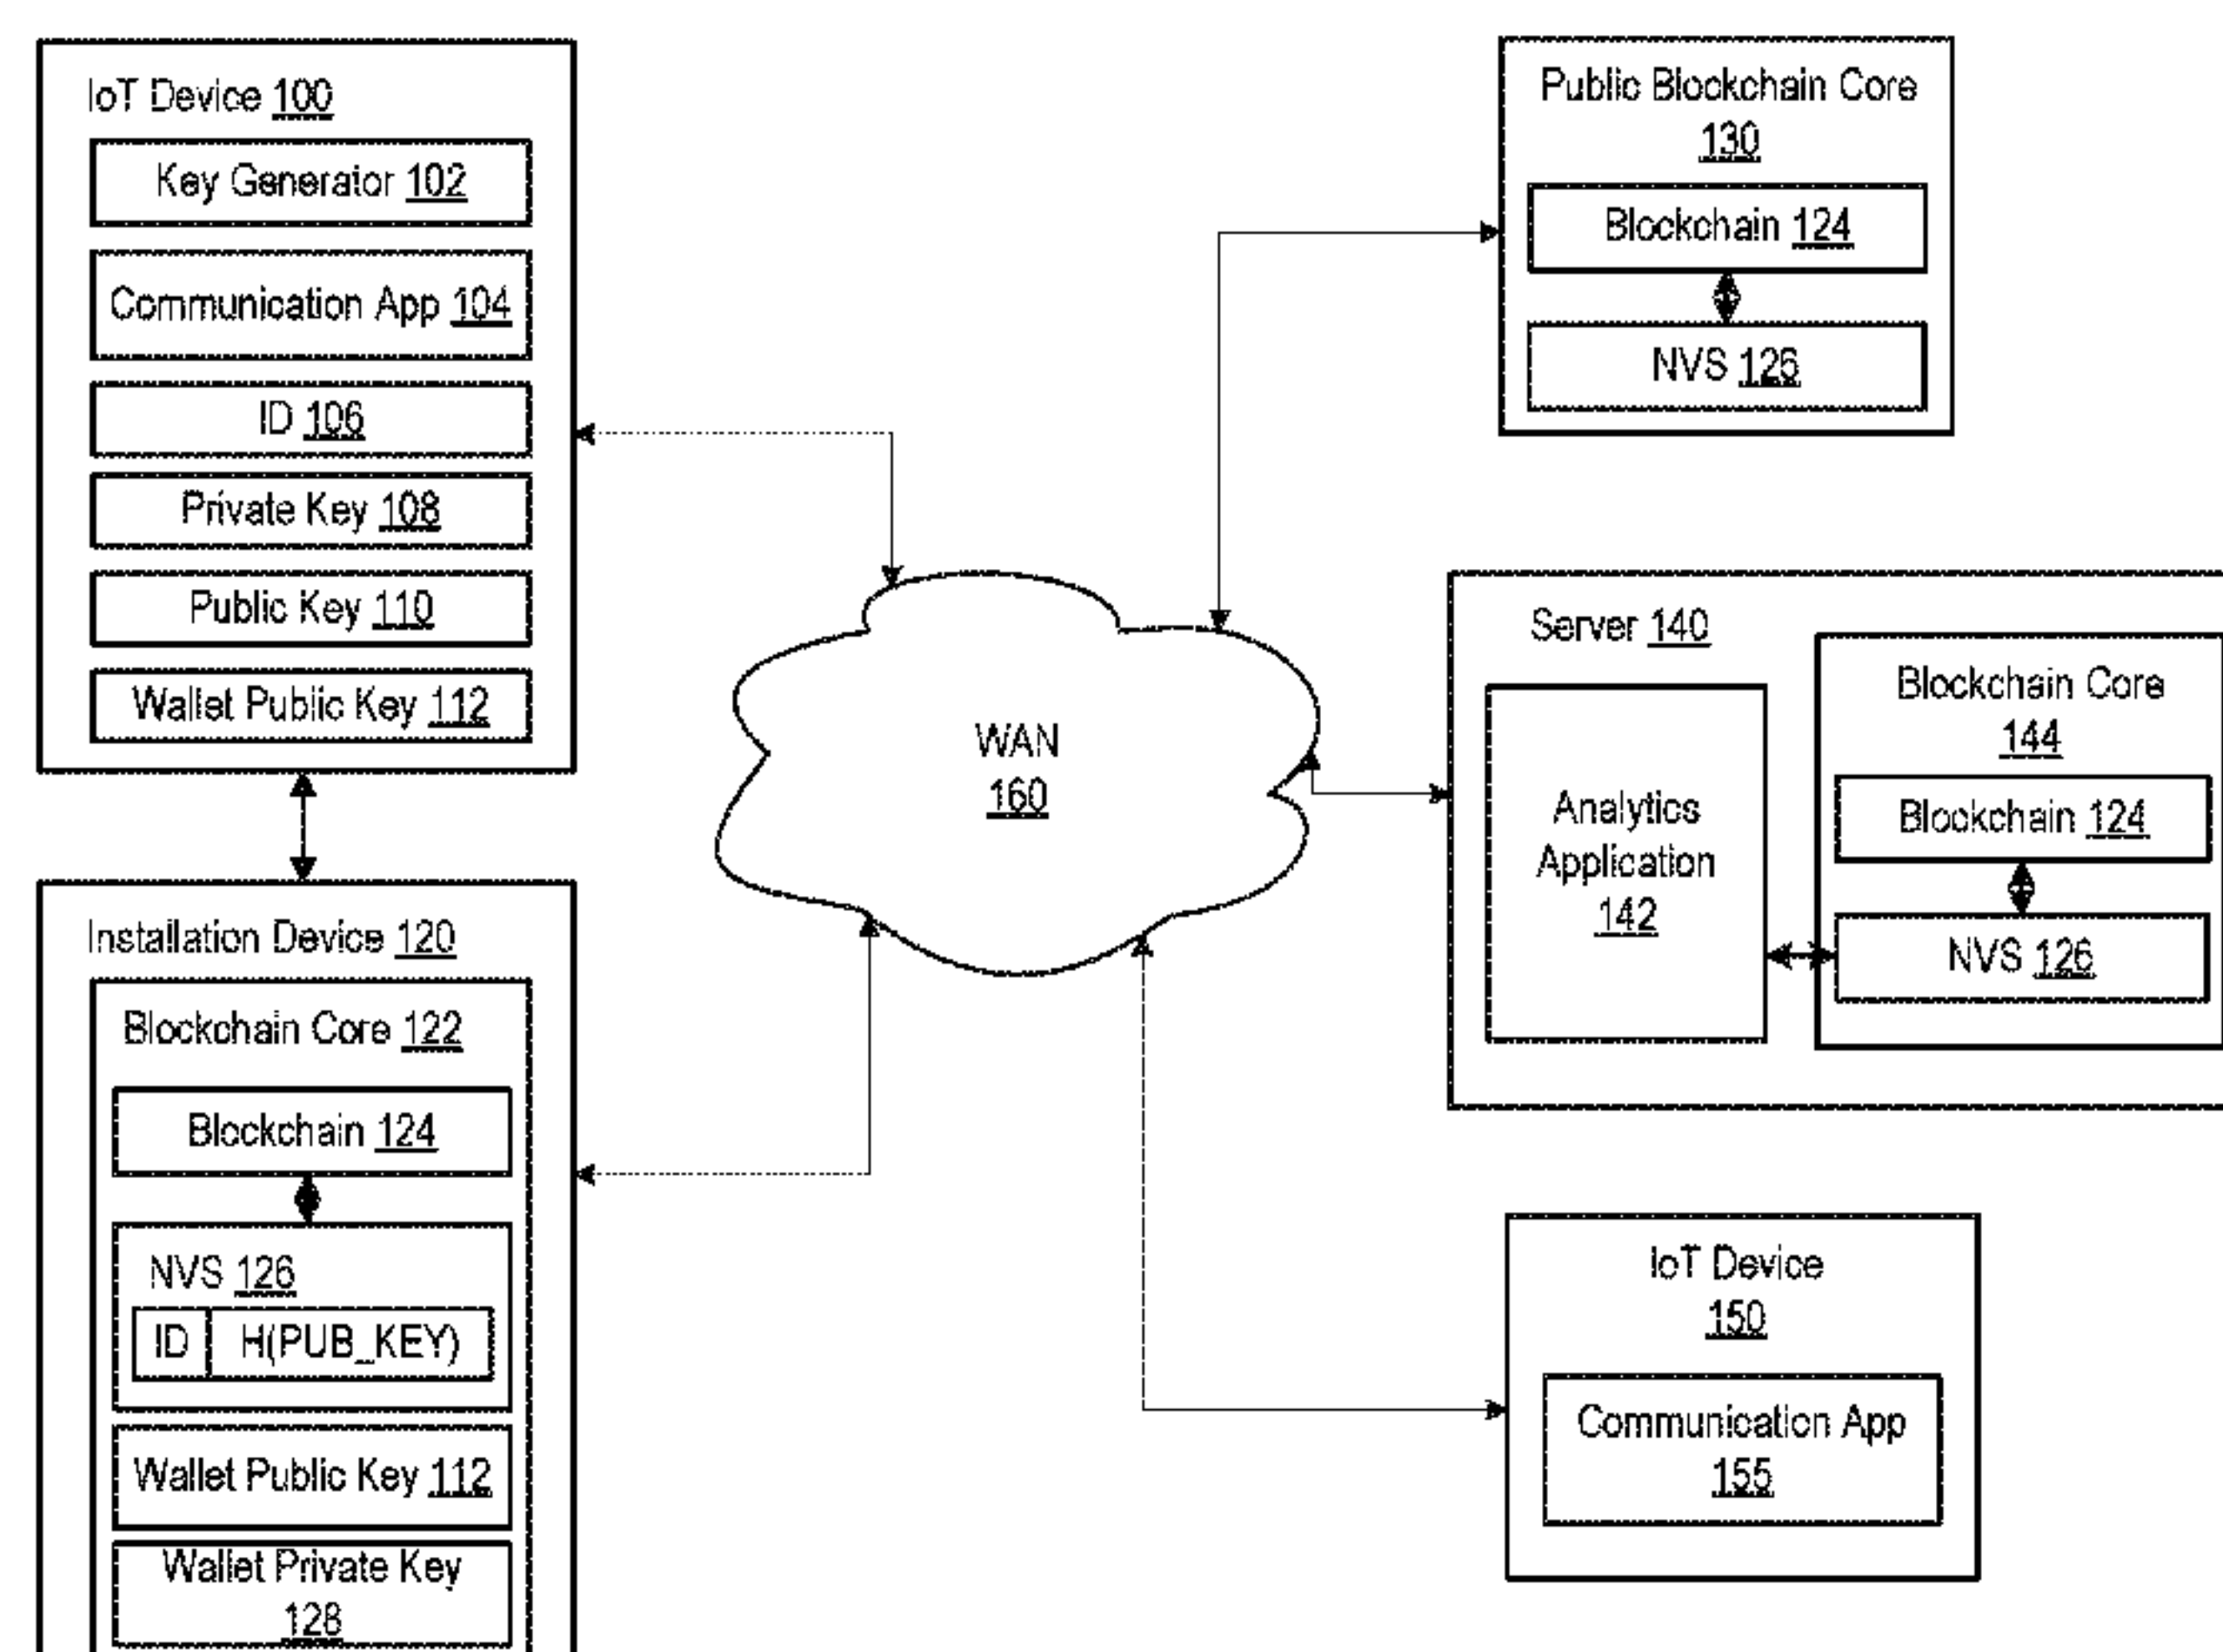 IoT Device 100
Key Generator 102
Communication App 104
ID 106
Private Key 108
Public Key 110
Wallet Public Key 112
Installation Device 120
Blockchain Core 122
Blockchain 124
NVS 126
ID H(PUB_KEY)
Wallet Public Key 112
Wallet Private Key
128
WAN
160
Public Blockchain Core
130
Blockchain 124
NVS 126
Server 140
Analytics
Application
142
Blockchain Core
144
Blockchain 124
NVS 126
IoT Device
150
Communication App
155